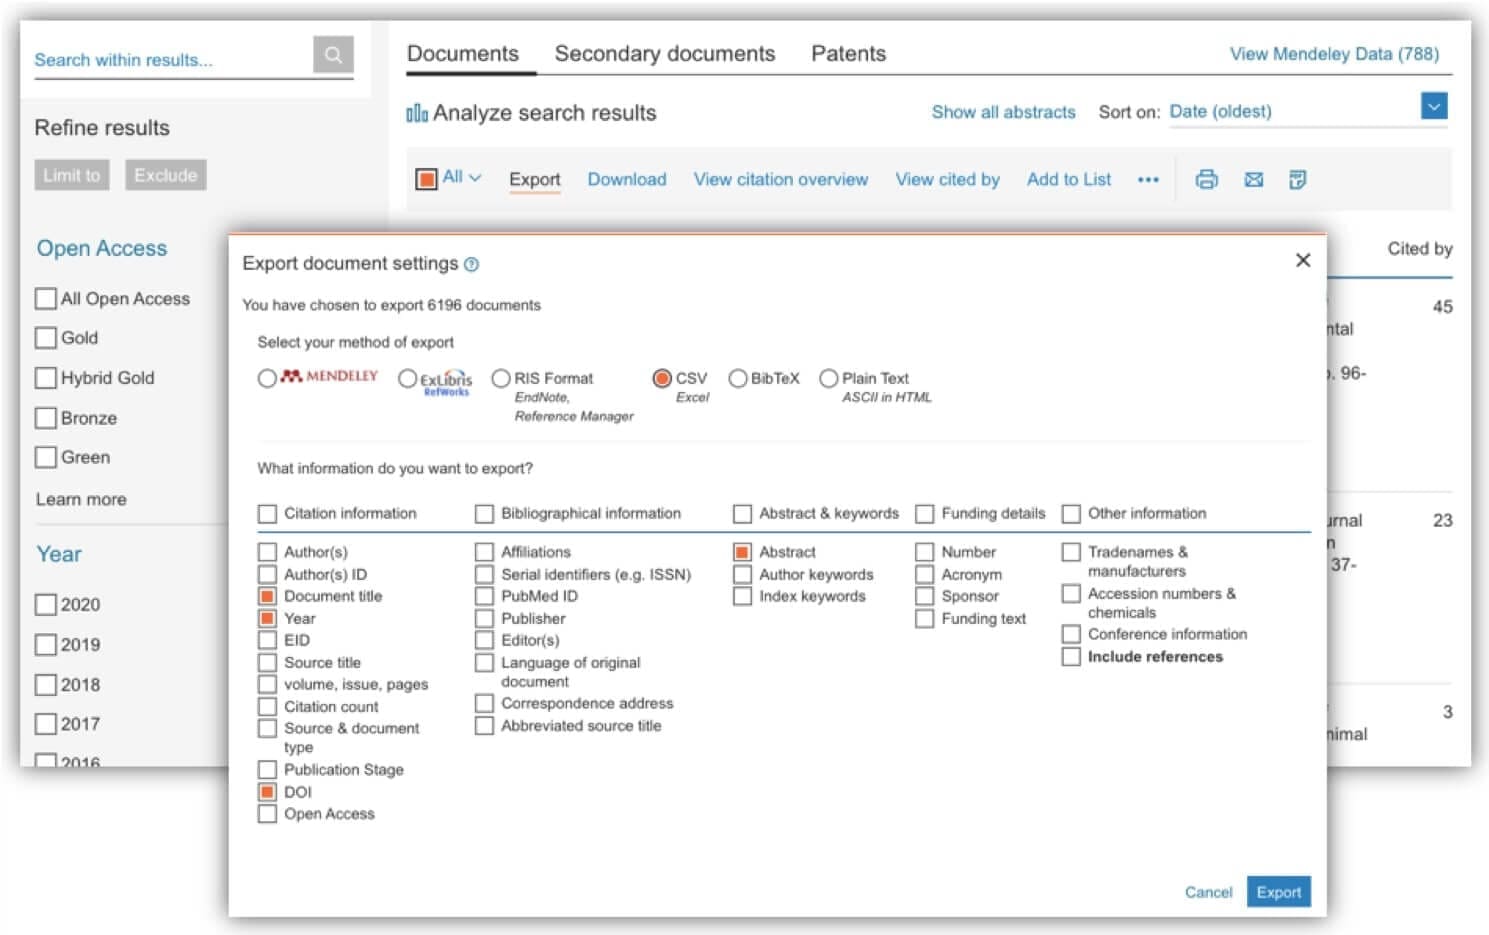 Search within results...
Documents Secondary documents Patents View Mendeley Data (788)
Analyze search results Show all abstracts Sort on: Date (oldest)
Refine results
Limit to Exclude
All Export Download View citation overview View cited by Add to List •••
Open Access
All Open Access
Gold
Hybrid Gold
Bronze
Green
Learn more
Year
2020
2019
2018
2017
2016
Cited by
45
ntal
96-
23
urnal
n
37-
3
nimal
Export document settings ?
You have chosen to export 6196 documents
Select your method of export
MENDELEY
ExLibris
RefWorks
RIS Format
EndNote,
Reference Manager
CSV
Excel
BibTeX
Plain Text
ASCII in HTML
What information do you want to export?
Citation information
Author(s)
Author(s) ID
Document title
Year
EID
Source title
volume, issue, pages
Citation count
Source & document
type
Publication Stage
DOI
Open Access
Bibliographical information
Affiliations
Serial identifiers (e.g. ISSN)
PubMed ID
Publisher
Editor(s)
Language of original
document
Correspondence address
Abbreviated source title
Abstract & keywords
Abstract
Author keywords
Index keywords
Funding details
Number
Acronym
Sponsor
Funding text
Other information
Tradenames &
manufacturers
Accession numbers &
chemicals
Conference information
Include references
Cancel Export